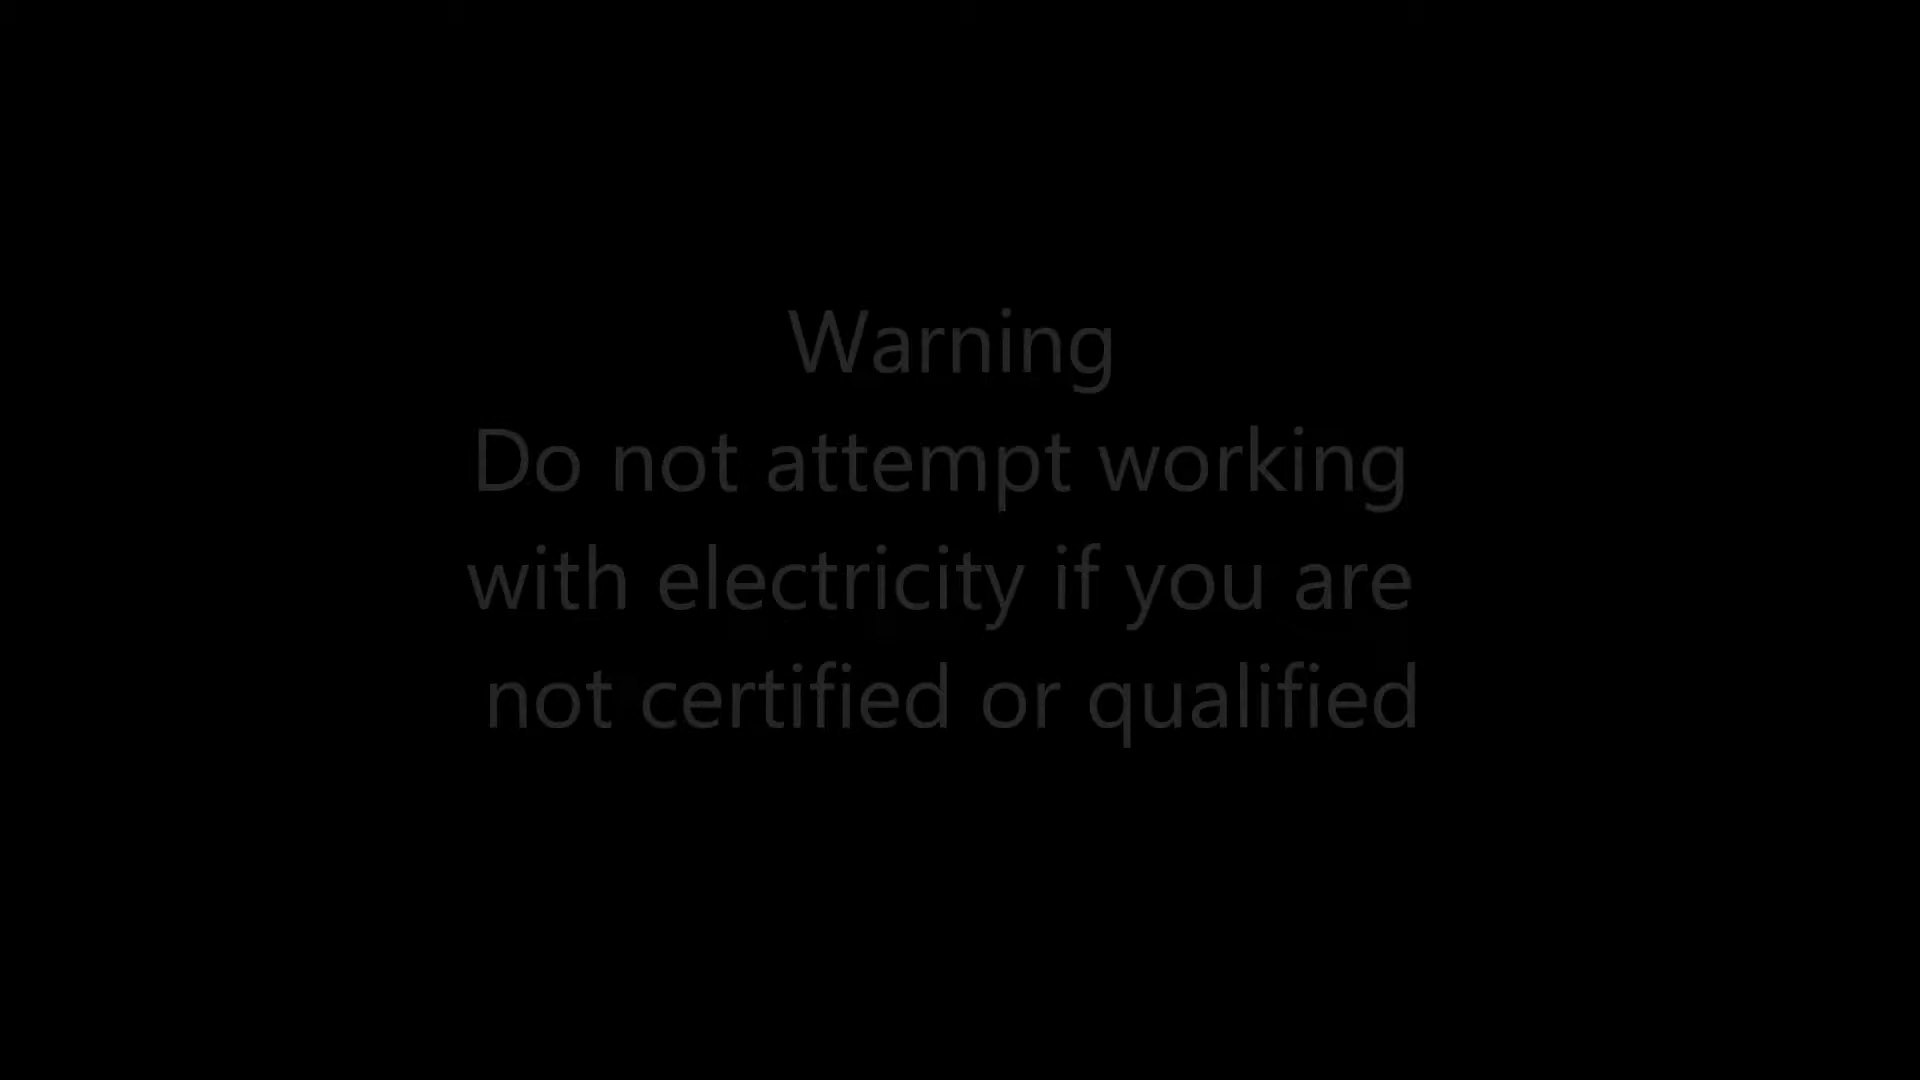 Warning
Do not attempt working
with electricity if you are
not certified or qualified